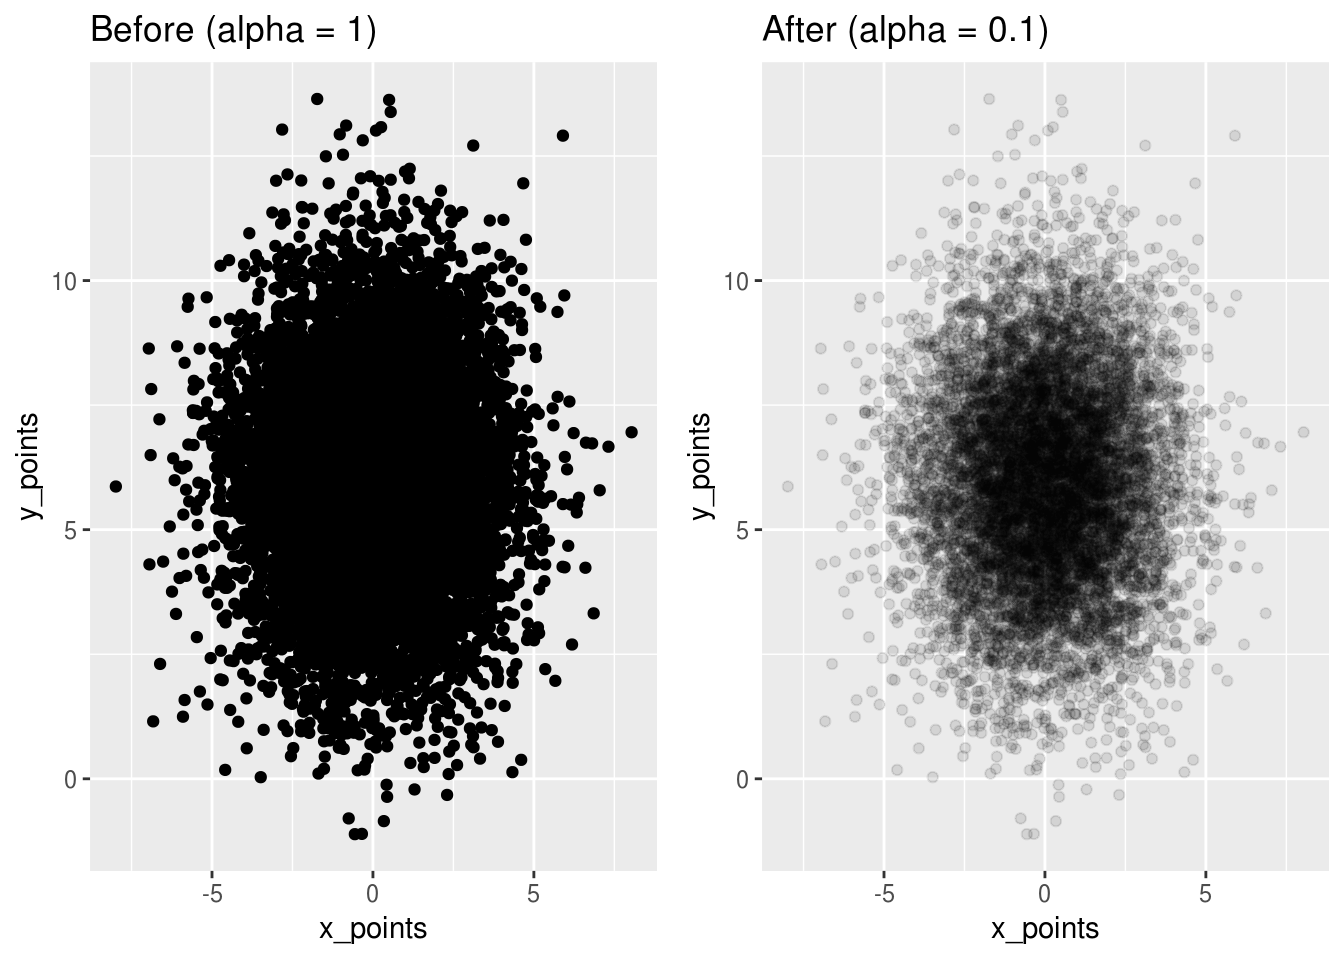 Before (alpha = 1)
10
5
0
-5
0
5
x_points
y_points
After (alpha = 0.1)
10
5
0
-5
0
5
x_points
y_points